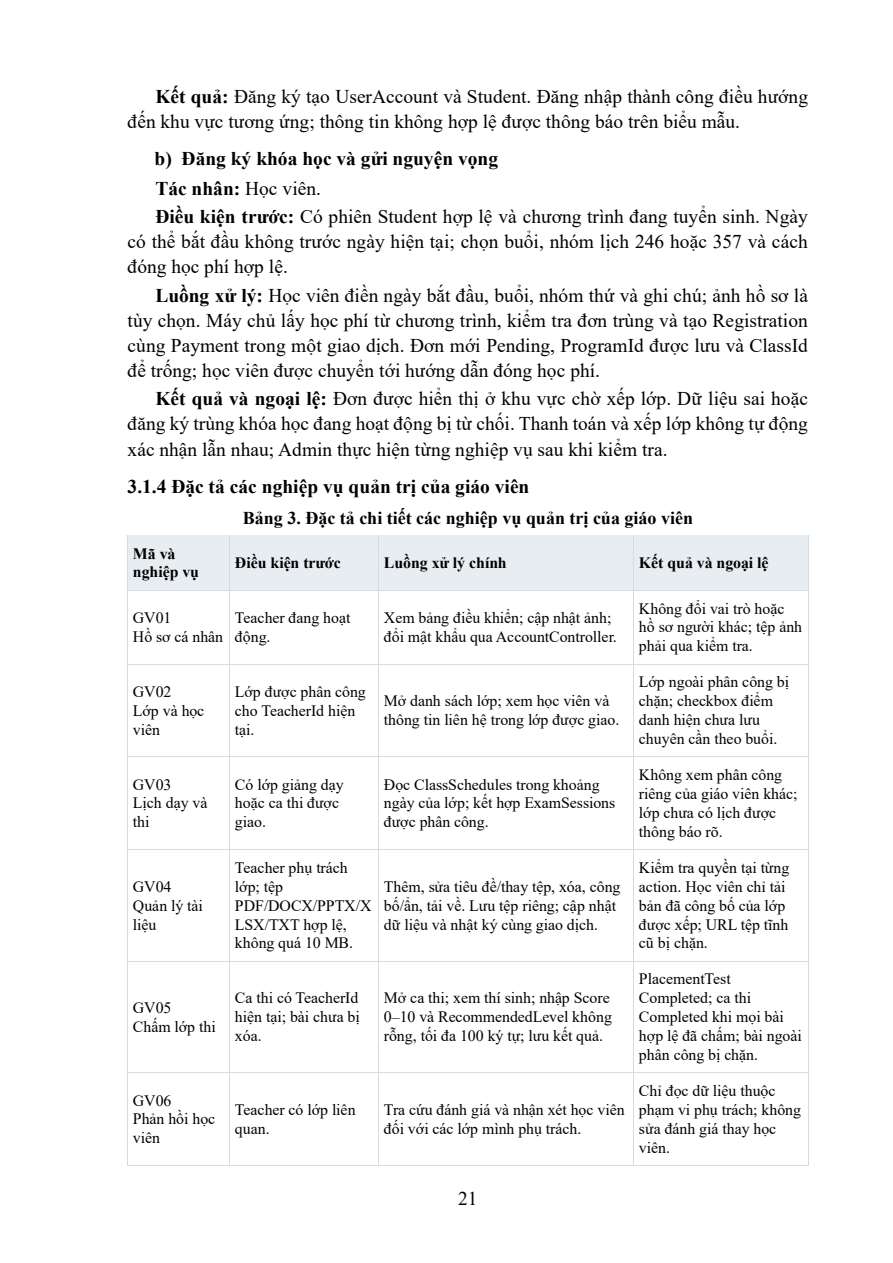 Kết quả: Đăng ký tạo UserAccount và Student. Đăng nhập thành công điều hướng
đến khu vực tương ứng; thông tin không hợp lệ được thông báo trên biểu mẫu.
b) Đăng ký khóa học và gửi nguyện vọng
Tác nhân: Học viên.
Điều kiện trước: Có phiên Student hợp lệ và chương trình đang tuyển sinh. Ngày
có thể bắt đầu không trước ngày hiện tại; chọn buổi, nhóm lịch 246 hoặc 357 và cách
đóng học phí hợp lệ.
Luồng xử lý: Học viên điền ngày bắt đầu, buổi, nhóm thứ và ghi chú; ảnh hồ sơ là
tùy chọn. Máy chủ lấy học phí từ chương trình, kiểm tra đơn trùng và tạo Registration
cùng Payment trong một giao dịch. Đơn mới Pending, ProgramId được lưu và ClassId
để trống; học viên được chuyển tới hướng dẫn đóng học phí.
Kết quả và ngoại lệ: Đơn được hiển thị ở khu vực chờ xếp lớp. Dữ liệu sai hoặc
đăng ký trùng khóa học đang hoạt động bị từ chối. Thanh toán và xếp lớp không tự động
xác nhận lẫn nhau; Admin thực hiện từng nghiệp vụ sau khi kiểm tra.
3.1.4 Đặc tả các nghiệp vụ quản trị của giáo viên
Bảng 3. Đặc tả chi tiết các nghiệp vụ quản trị của giáo viên
Mã và
nghiệp vụ
Điều kiện trước
Luồng xử lý chính
Kết quả và ngoại lệ
GV01
Hồ sơ cá nhân
Teacher đang hoạt
động.
Xem bảng điều khiển; cập nhật ảnh;
đổi mật khẩu qua AccountController.
Không đổi vai trò hoặc
hồ sơ người khác; tệp ảnh
phải qua kiểm tra.
GV02
Lớp và học
viên
Lớp được phân công
cho TeacherId hiện
tại.
Mở danh sách lớp; xem học viên và
thông tin liên hệ trong lớp được giao.
Lớp ngoài phân công bị
chặn; checkbox điểm
danh hiện chưa lưu
chuyên cần theo buổi.
GV03
Lịch dạy và
thi
Có lớp giảng dạy
hoặc ca thi được
giao.
Đọc ClassSchedules trong khoảng
ngày của lớp; kết hợp ExamSessions
được phân công.
Không xem phân công
riêng của giáo viên khác;
lớp chưa có lịch được
thông báo rõ.
GV04
Quản lý tài
liệu
Teacher phụ trách
lớp; tệp
PDF/DOCX/PPTX/X
LSX/TXT hợp lệ,
không quá 10 MB.
Thêm, sửa tiêu đề/thay tệp, xóa, công
bố/ẩn, tải về. Lưu tệp riêng; cập nhật
dữ liệu và nhật ký cùng giao dịch.
Kiểm tra quyền tại từng
action. Học viên chỉ tải
bản đã công bố của lớp
được xếp; URL tệp tĩnh
cũ bị chặn.
GV05
Chấm lớp thi
Ca thi có TeacherId
hiện tại; bài chưa bị
xóa.
Mở ca thi; xem thí sinh; nhập Score
0–10 và RecommendedLevel không
rỗng, tối đa 100 ký tự; lưu kết quả.
PlacementTest
Completed; ca thi
Completed khi mọi bài
hợp lệ đã chấm; bài ngoài
phân công bị chặn.
GV06
Phản hồi học
viên
Teacher có lớp liên
quan.
Tra cứu đánh giá và nhận xét học viên
đối với các lớp mình phụ trách.
Chỉ đọc dữ liệu thuộc
phạm vi phụ trách; không
sửa đánh giá thay học
viên.
21